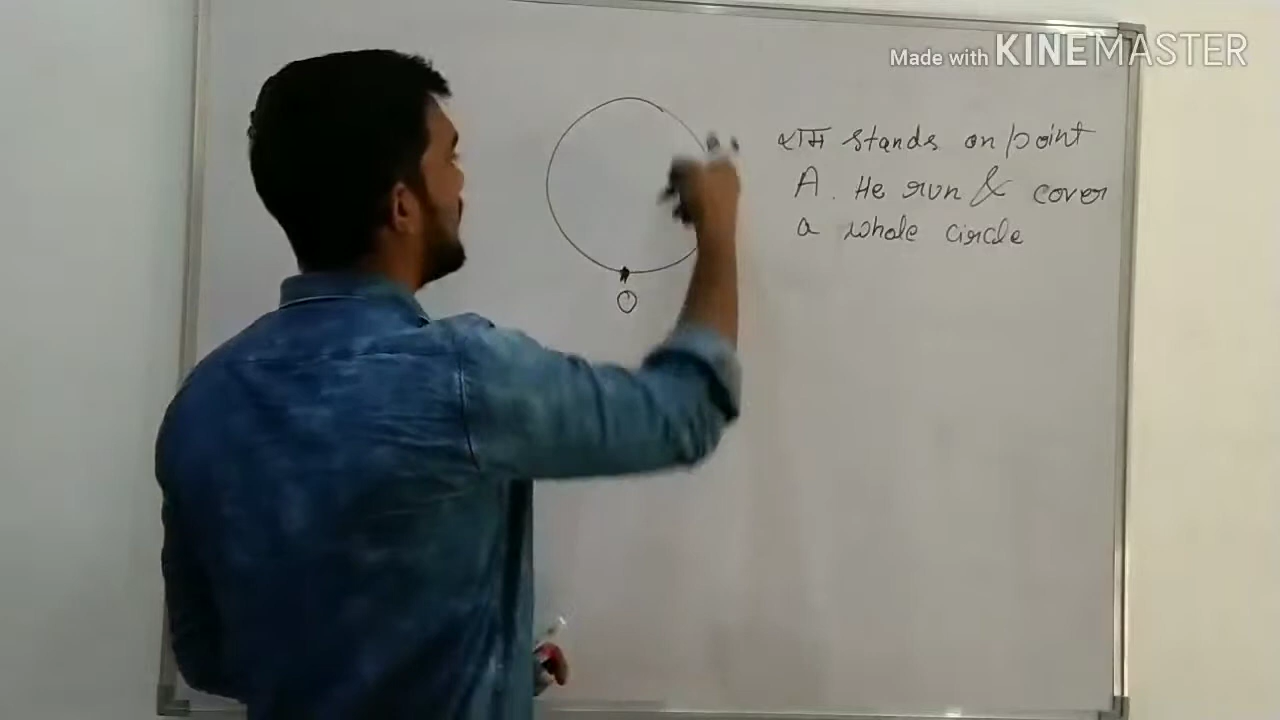 Made with KINEMASTER
राम stands on point
A. He run & cover
a whole circle
O